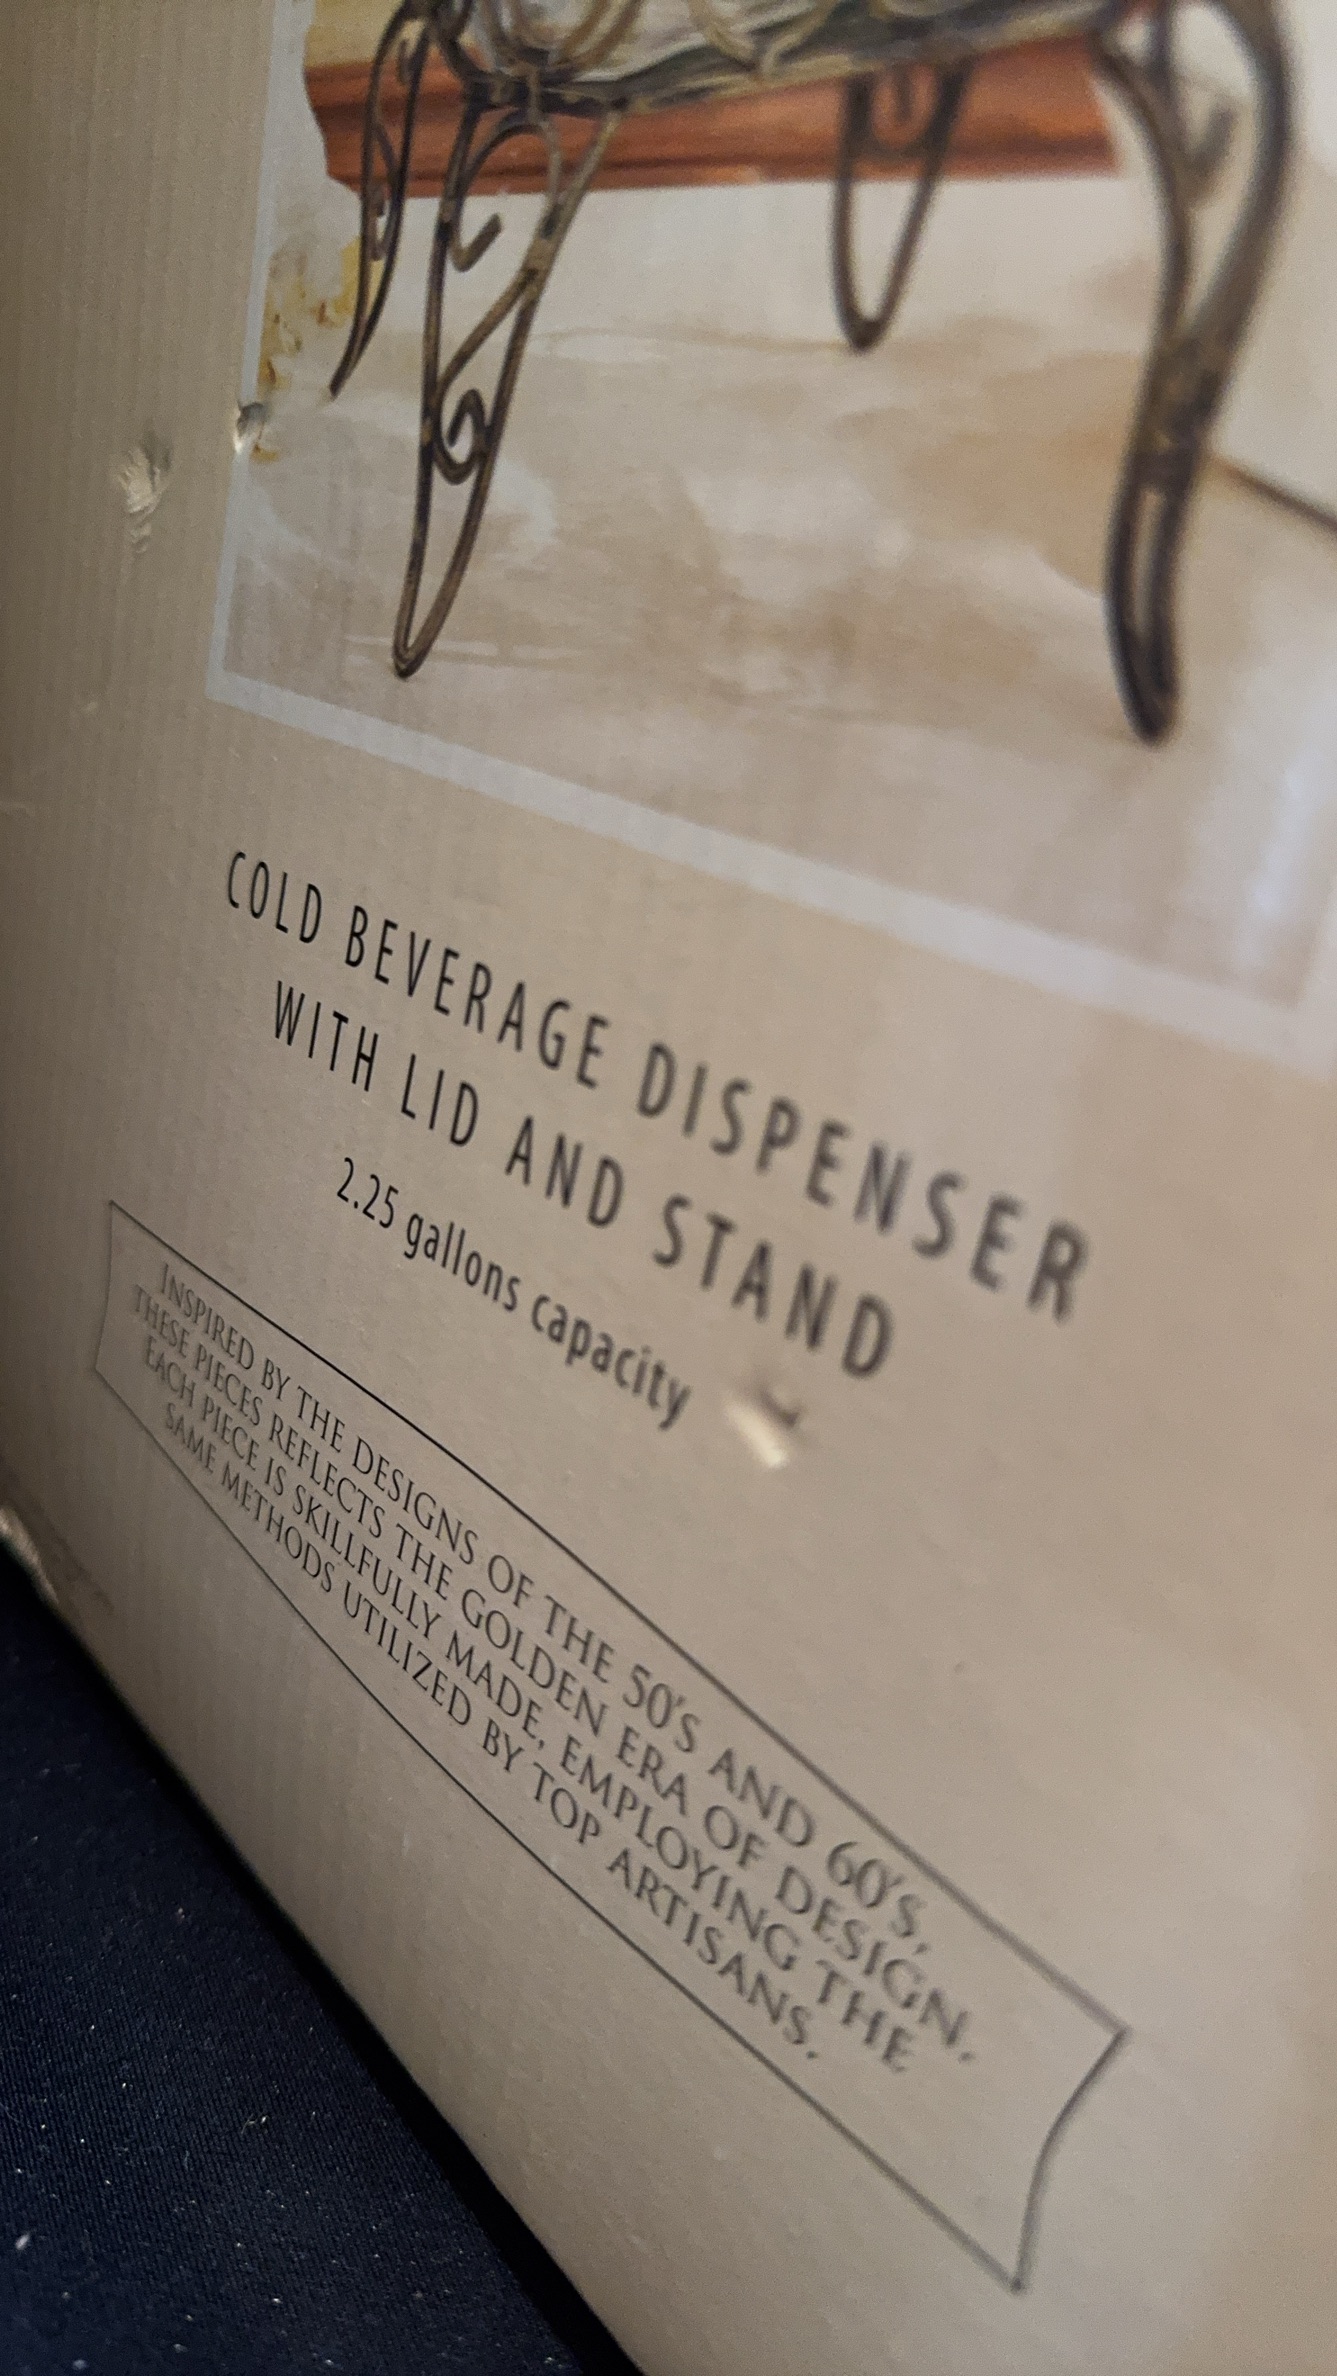 COLD BEVERAGE DISPENSER
WITH LID AND STAND
2.25 gallons capacity
INSPIRED BY THE DESIGNS OF THE 50'S AND 60'S,
THESE PIECES REFLECTS THE GOLDEN ERA OF DESIGN.
EACH PIECE IS SKILLFULLY MADE, EMPLOYING THE
SAME METHODS UTILIZED BY TOP ARTISANS.